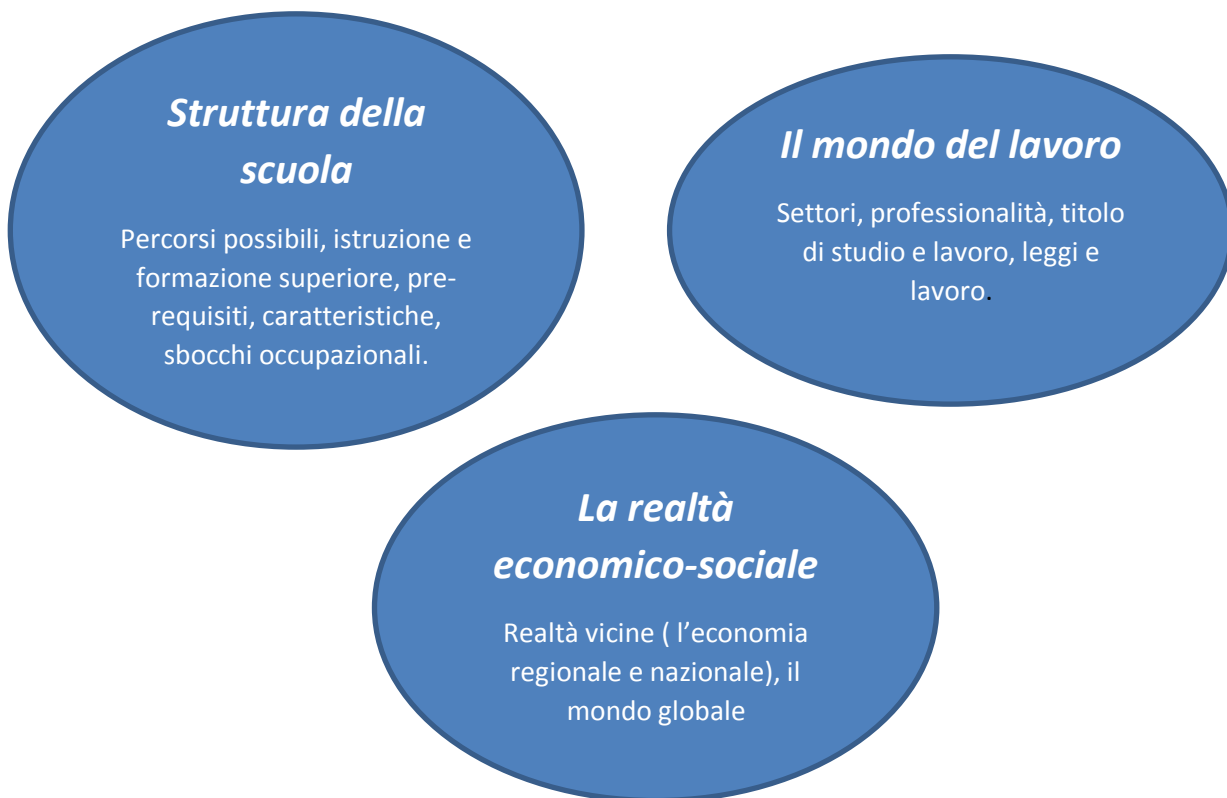 Struttura della
scuola
Percorsi possibili, istruzione e
formazione superiore, pre-
requisiti, caratteristiche,
sbocchi occupazionali.
Il mondo del lavoro
Settori, professionalità, titolo
di studio e lavoro, leggi e
lavoro.
La realtà
economico-sociale
Realtà vicine ( l’economia
regionale e nazionale), il
mondo globale